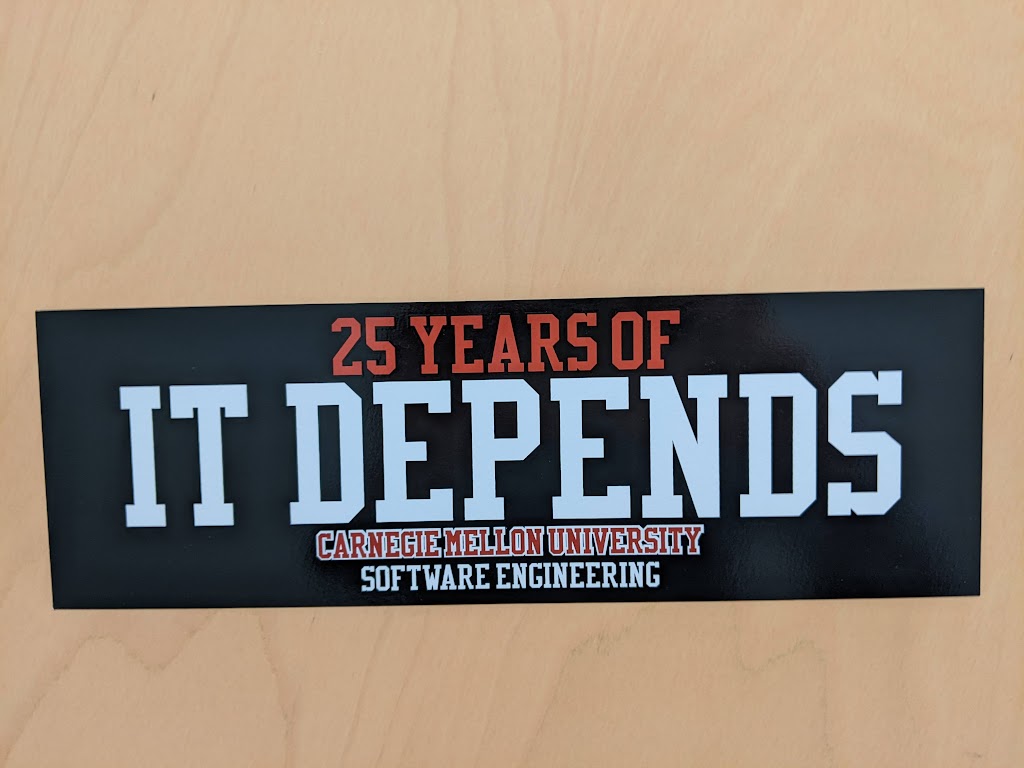 25 YEARS OF
IT DEPENDS
CARNEGIE MELLON UNIVERSITY
SOFTWARE ENGINEERING